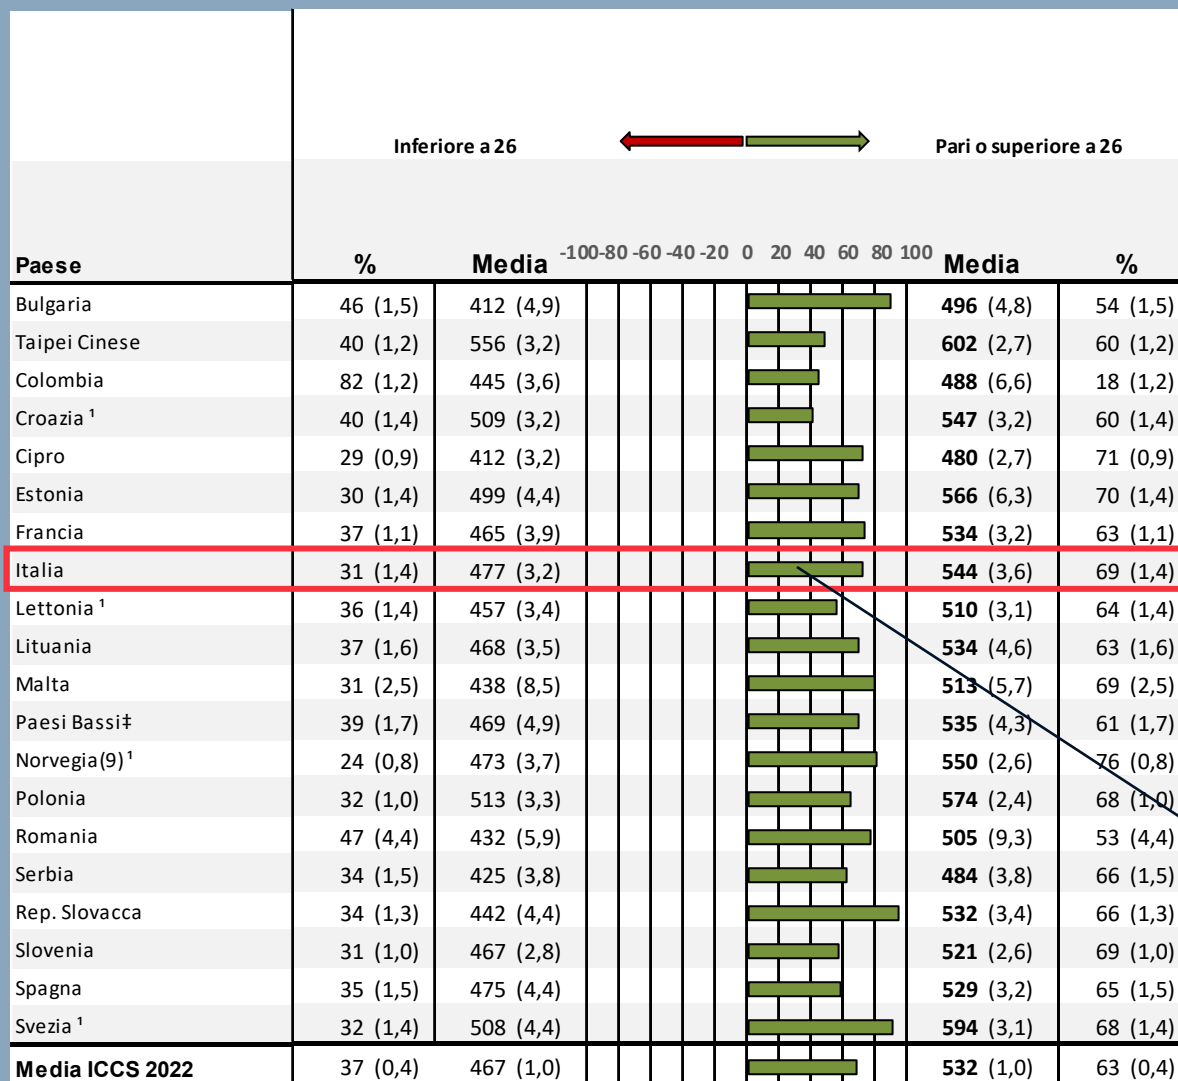 Inferiore a 26 Pari o superiore a 26
Paese % Media -100 -80 -60 -40 -20 0 20 40 60 80 100 Media %
Bulgaria 46 (1,5) 412 (4,9) 496 (4,8) 54 (1,5)
Taipei Cinese 40 (1,2) 556 (3,2) 602 (2,7) 60 (1,2)
Colombia 82 (1,2) 445 (3,6) 488 (6,6) 18 (1,2)
Croazia ¹ 40 (1,4) 509 (3,2) 547 (3,2) 60 (1,4)
Cipro 29 (0,9) 412 (3,2) 480 (2,7) 71 (0,9)
Estonia 30 (1,4) 499 (4,4) 566 (6,3) 70 (1,4)
Francia 37 (1,1) 465 (3,9) 534 (3,2) 63 (1,1)
Italia 31 (1,4) 477 (3,2) 544 (3,6) 69 (1,4)
Lettonia ¹ 36 (1,4) 457 (3,4) 510 (3,1) 64 (1,4)
Lituania 37 (1,6) 468 (3,5) 534 (4,6) 63 (1,6)
Malta 31 (2,5) 438 (8,5) 513 (5,7) 69 (2,5)
Paesi Bassi‡ 39 (1,7) 469 (4,9) 535 (4,3) 61 (1,7)
Norvegia(9) ¹ 24 (0,8) 473 (3,7) 550 (2,6) 76 (0,8)
Polonia 32 (1,0) 513 (3,3) 574 (2,4) 68 (1,0)
Romania 47 (4,4) 432 (5,9) 505 (9,3) 53 (4,4)
Serbia 34 (1,5) 425 (3,8) 484 (3,8) 66 (1,5)
Rep. Slovacca 34 (1,3) 442 (4,4) 532 (3,4) 66 (1,3)
Slovenia 31 (1,0) 467 (2,8) 521 (2,6) 69 (1,0)
Spagna 35 (1,5) 475 (4,4) 529 (3,2) 65 (1,5)
Svezia ¹ 32 (1,4) 508 (4,4) 594 (3,1) 68 (1,4)
Media ICCS 2022 37 (0,4) 467 (1,0) 532 (1,0) 63 (0,4)